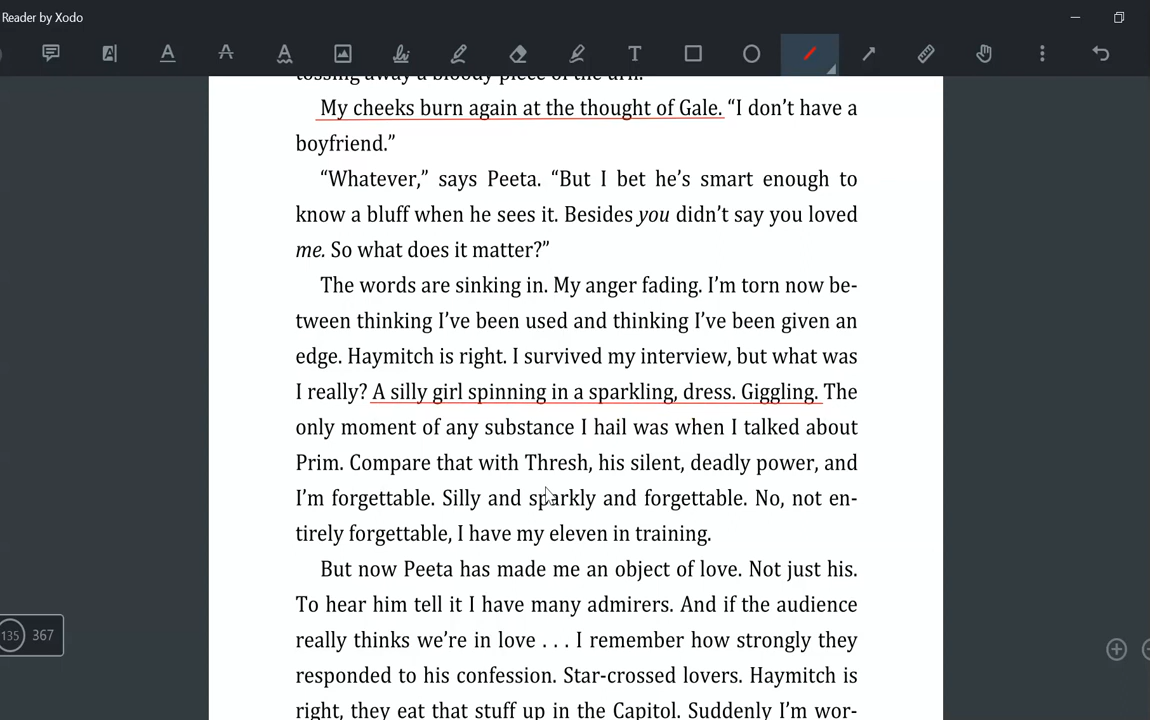 Reader by Xodo
tossing away a bloody piece of the urn.
My cheeks burn again at the thought of Gale. “I don’t have a
boyfriend.”
“Whatever,” says Peeta. “But I bet he’s smart enough to
know a bluff when he sees it. Besides you didn’t say you loved
me. So what does it matter?”
The words are sinking in. My anger fading. I’m torn now be-
tween thinking I’ve been used and thinking I’ve been given an
edge. Haymitch is right. I survived my interview, but what was
I really? A silly girl spinning in a sparkling, dress. Giggling. The
only moment of any substance I hail was when I talked about
Prim. Compare that with Thresh, his silent, deadly power, and
I’m forgettable. Silly and sparkly and forgettable. No, not en-
tirely forgettable, I have my eleven in training.
But now Peeta has made me an object of love. Not just his.
To hear him tell it I have many admirers. And if the audience
really thinks we’re in love . . . I remember how strongly they
135 367
responded to his confession. Star-crossed lovers. Haymitch is
right, they eat that stuff up in the Capitol. Suddenly I’m wor-